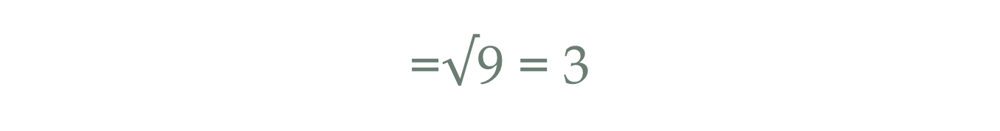 =√9 = 3